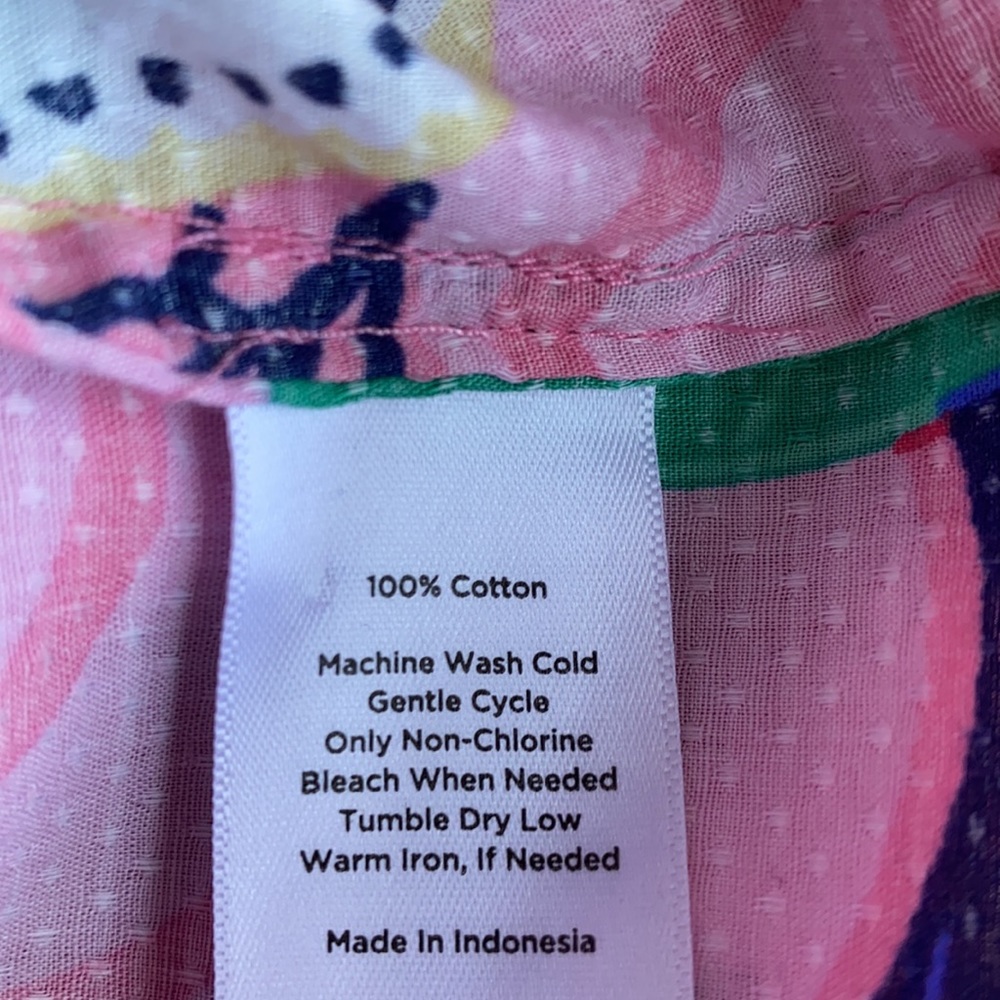 100% Cotton
Machine Wash Cold
Gentle Cycle
Only Non-Chlorine
Bleach When Needed
Tumble Dry Low
Warm Iron, If Needed
Made In Indonesia